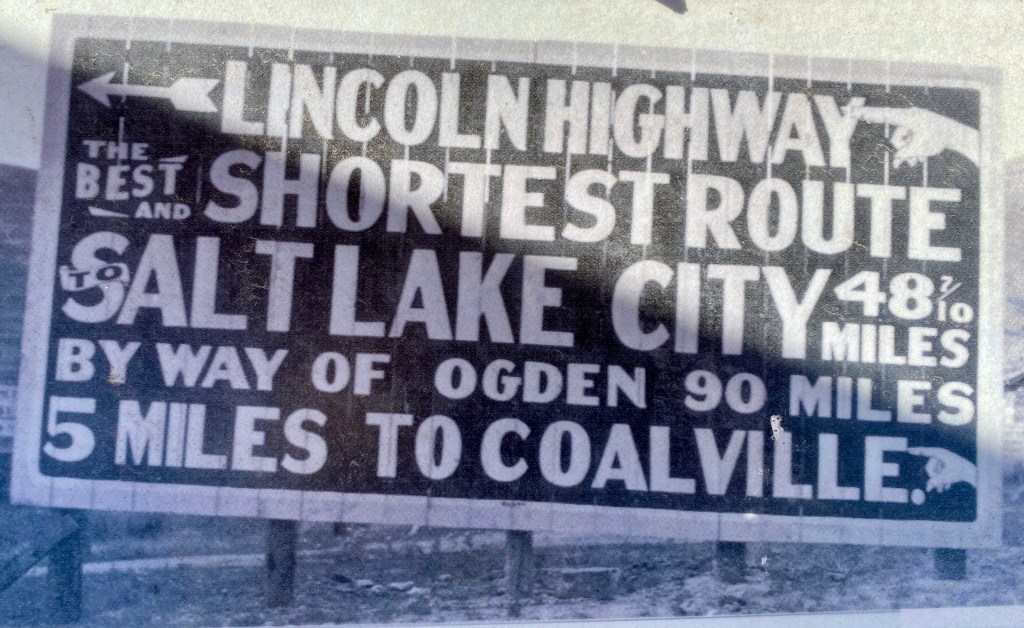 LINCOLN HIGHWAY
THE BEST AND SHORTEST ROUTE
TO SALT LAKE CITY 48 7/10 MILES
BY WAY OF OGDEN 90 MILES
5 MILES TO COALVILLE.